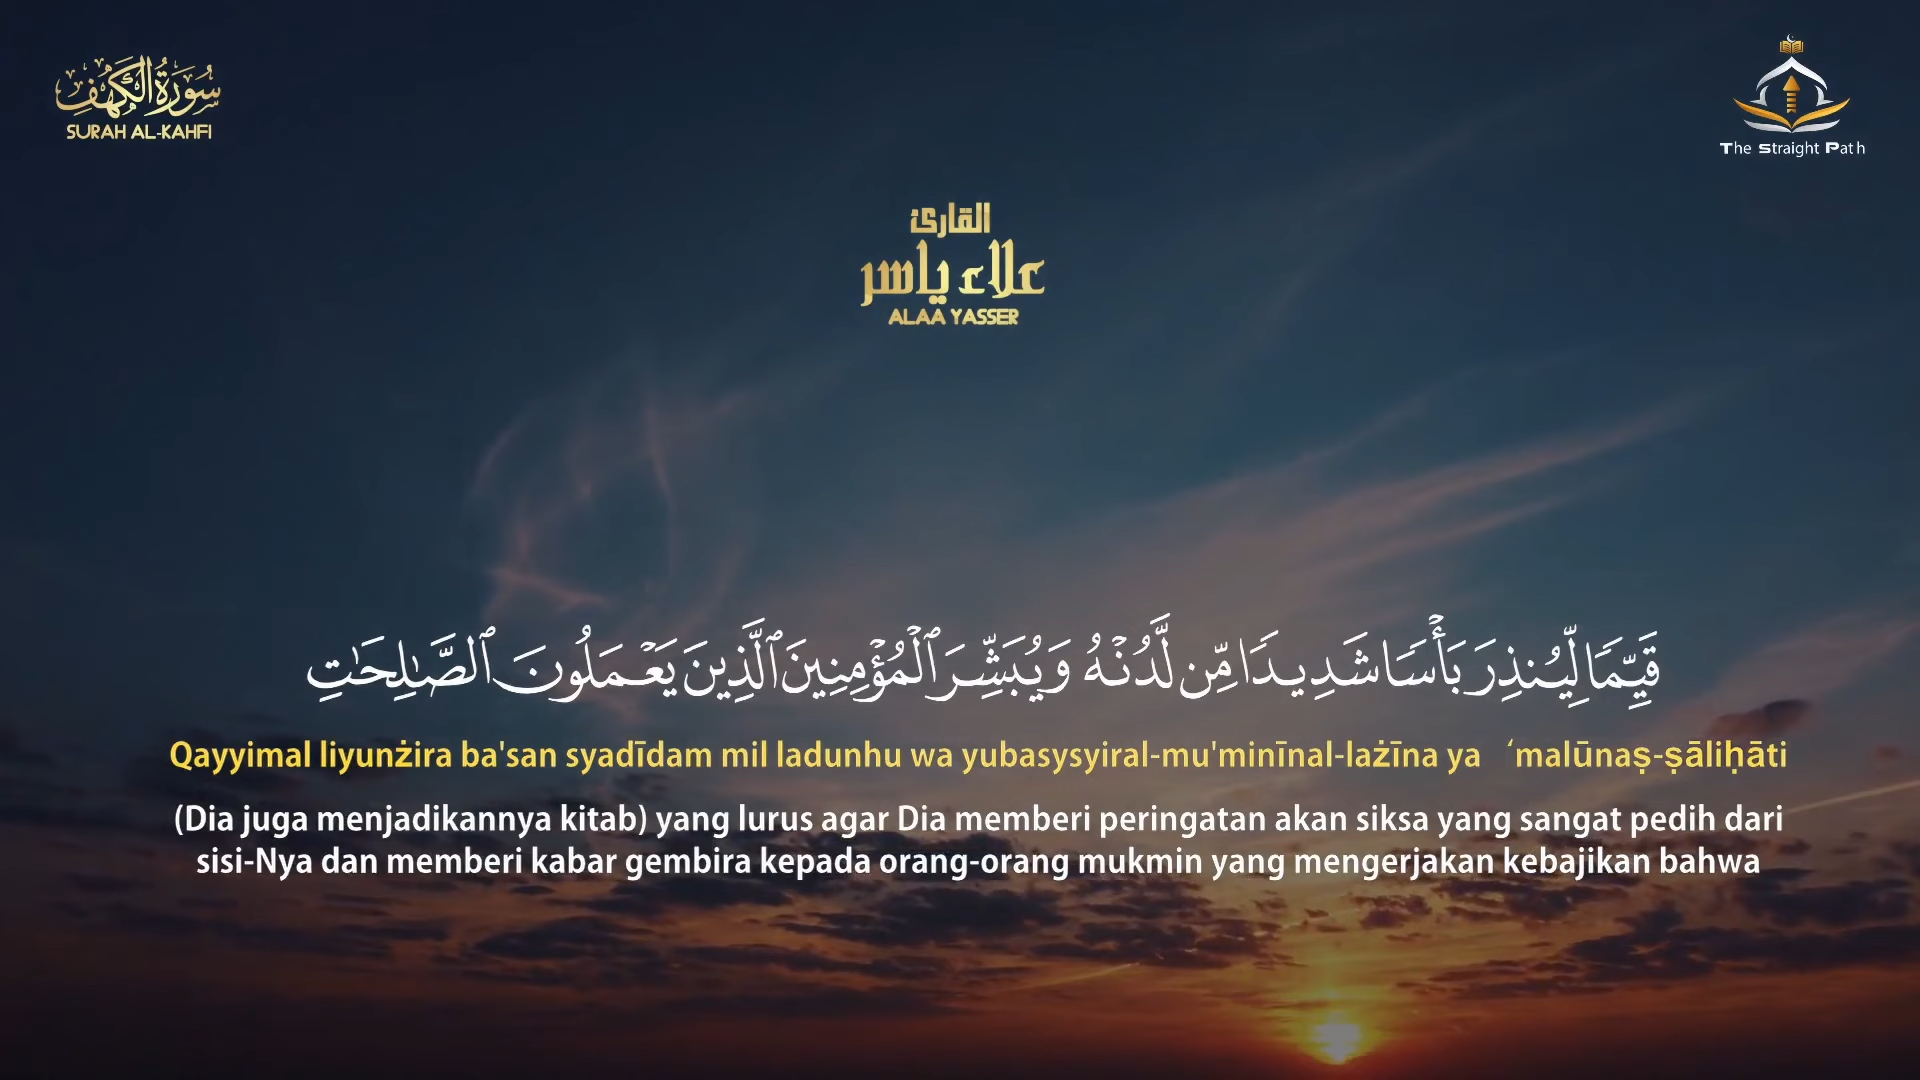 سُورَةُ الْكَهْفِ
SURAH AL-KAHFI
The Straight Path
القارئ
علاء ياسر
ALAA YASSER
قَيِّمًا لِّيُنذِرَ بَأْسًا شَدِيدًا مِّن لَّدُنْهُ وَيُبَشِّرَ ٱلْمُؤْمِنِينَ ٱلَّذِينَ يَعْمَلُونَ ٱلصَّـٰلِحَـٰتِ
Qayyimal liyunżira ba'san syadīdam mil ladunhu wa yubasysyiral-mu'minīnal-lażīna ya ‘malūnaṣ-ṣāliḥāti
(Dia juga menjadikannya kitab) yang lurus agar Dia memberi peringatan akan siksa yang sangat pedih dari
sisi-Nya dan memberi kabar gembira kepada orang-orang mukmin yang mengerjakan kebajikan bahwa